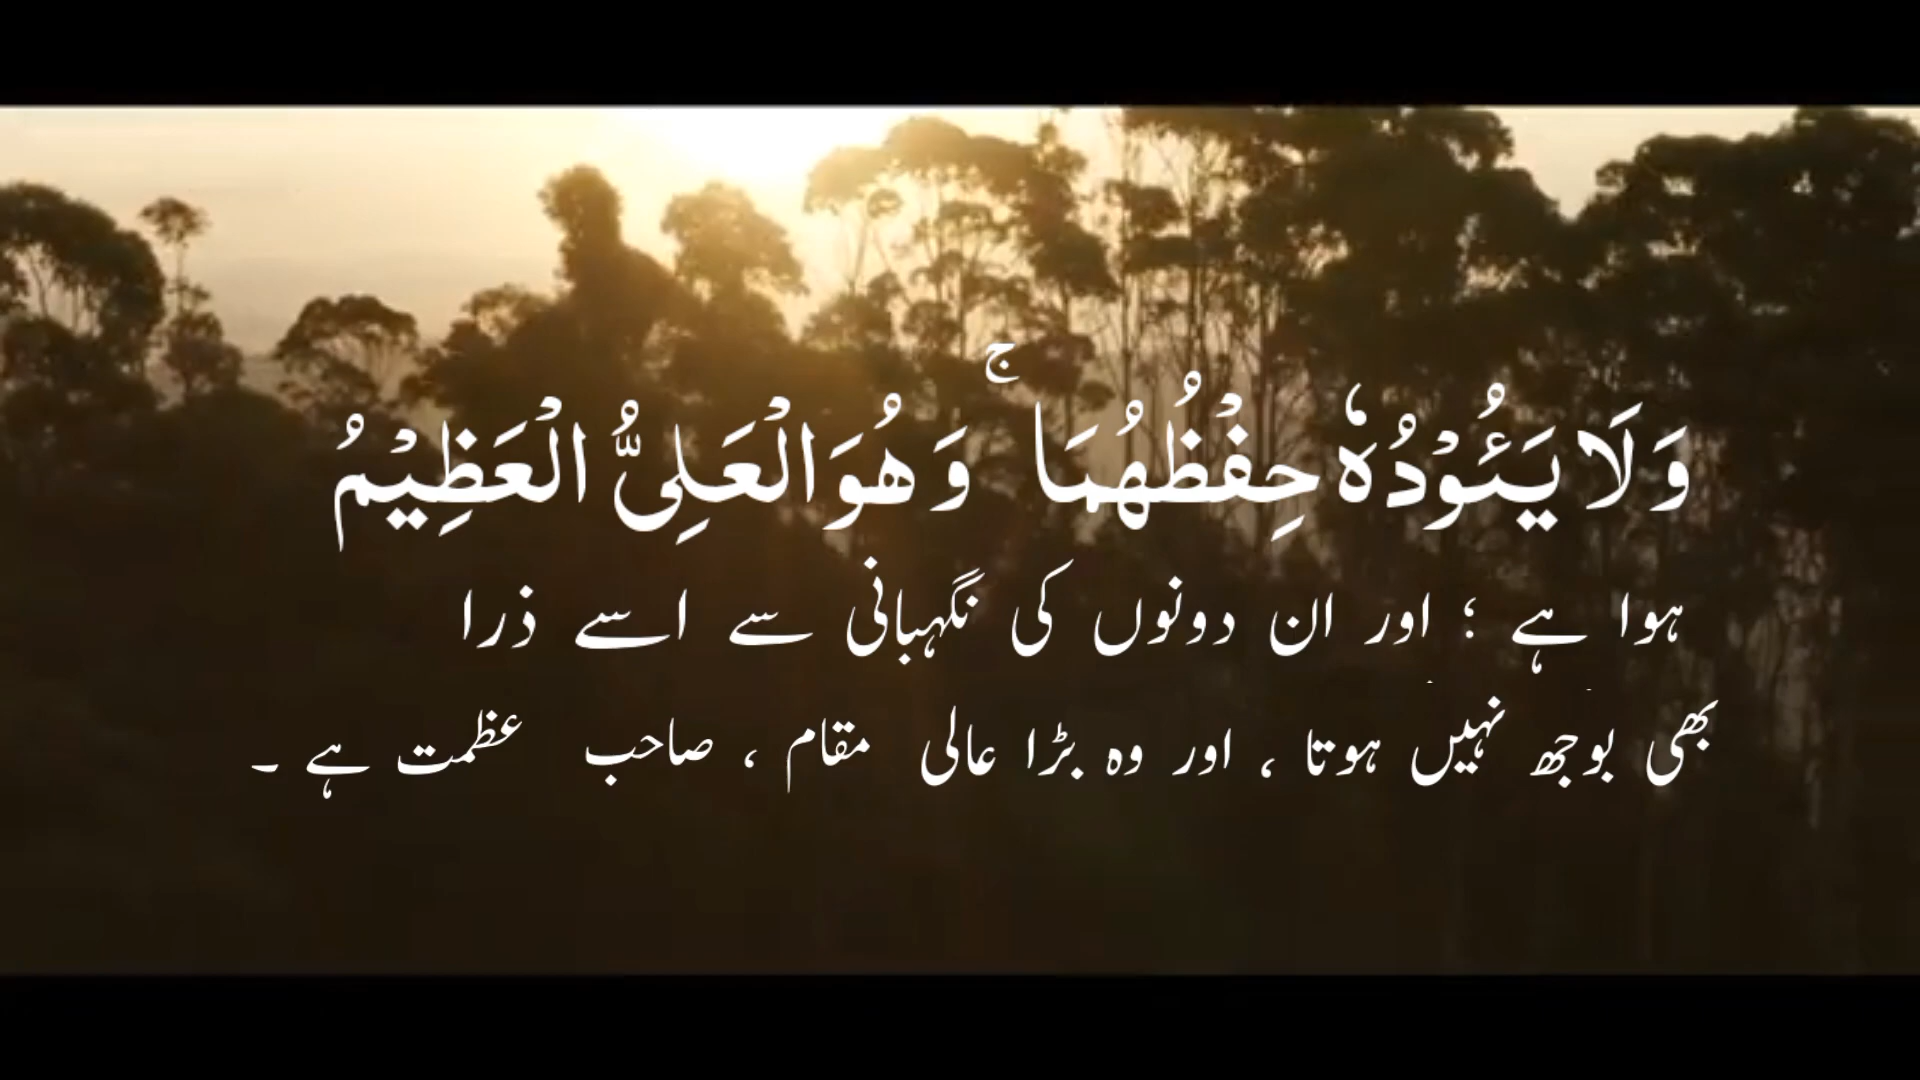 وَلَا يَـُٔوْدُهٗ حِفْظُهُمَا ۚ وَهُوَ الْعَلِيُّ الْعَظِيْمُ
ہوا ہے ؛ اور ان دونوں کی نگہبانی سے اسے ذرا
بھی بوجھ نہیں ہوتا ، اور وہ بڑا عالی مقام ، صاحب عظمت ہے ۔